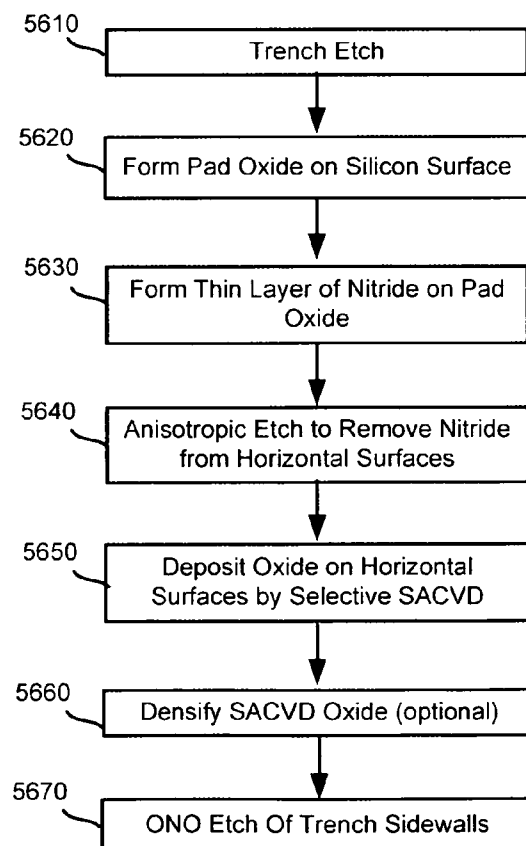 5610
Trench Etch
5620
Form Pad Oxide on Silicon Surface
5630
Form Thin Layer of Nitride on Pad
Oxide
5640
Anisotropic Etch to Remove Nitride
from Horizontal Surfaces
5650
Deposit Oxide on Horizontal
Surfaces by Selective SACVD
5660
Densify SACVD Oxide (optional)
5670
ONO Etch Of Trench Sidewalls